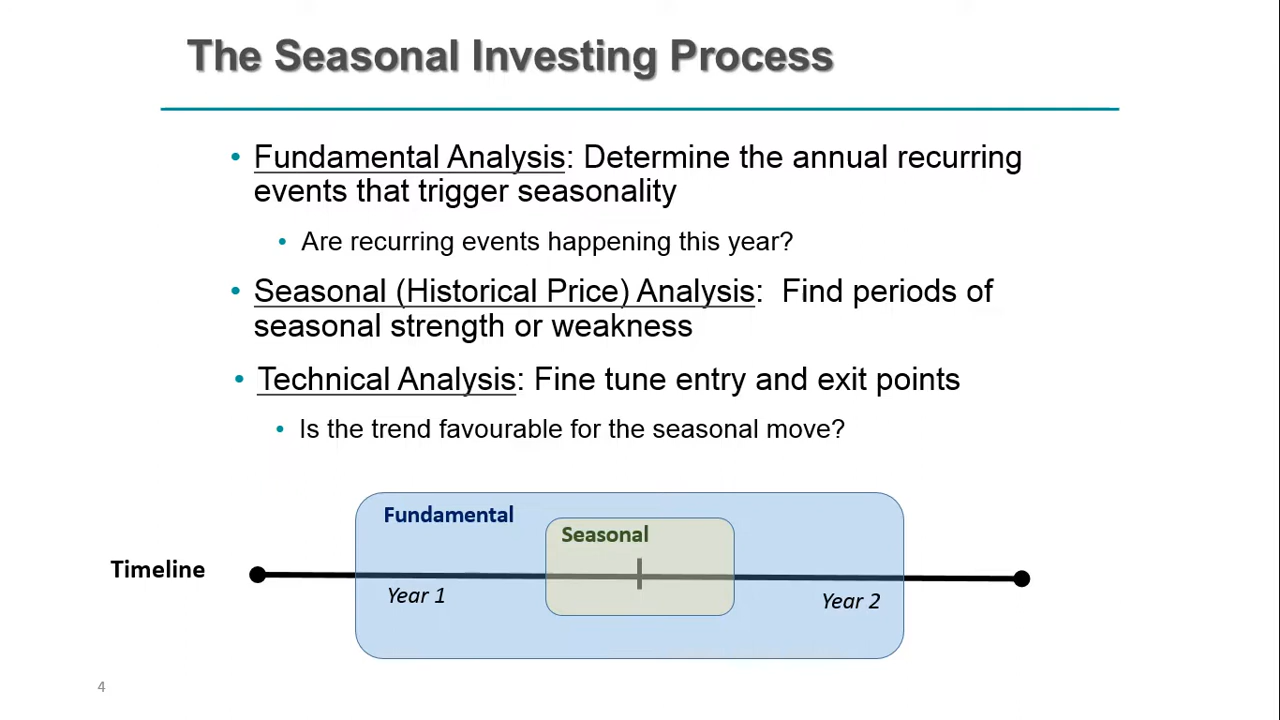 The Seasonal Investing Process
• Fundamental Analysis: Determine the annual recurring
events that trigger seasonality
• Are recurring events happening this year?
• Seasonal (Historical Price) Analysis:  Find periods of
seasonal strength or weakness
• Technical Analysis: Fine tune entry and exit points
• Is the trend favourable for the seasonal move?
Fundamental
Seasonal
Timeline
Year 1
Year 2
4